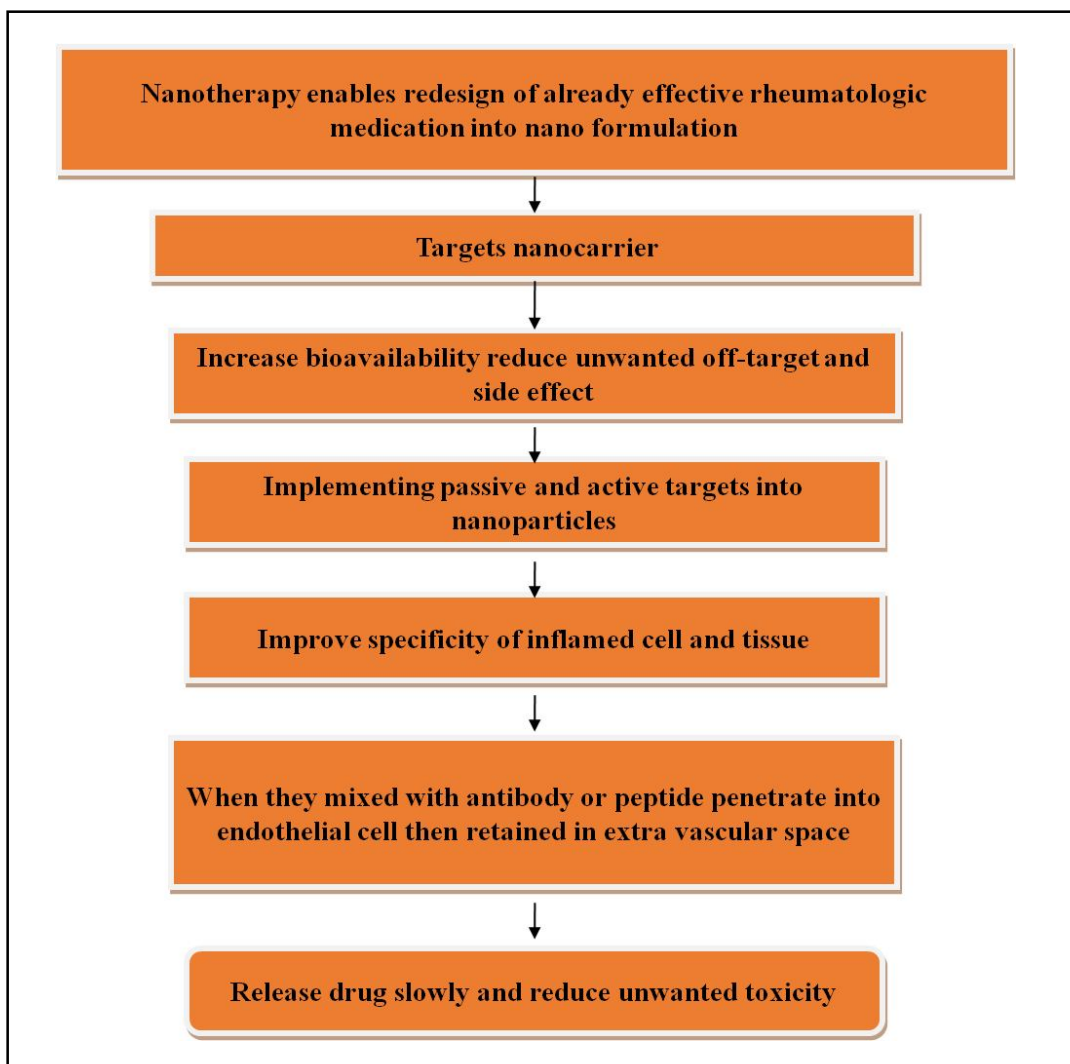 Nanotherapy enables redesign of already effective rheumatologic
medication into nano formulation
Targets nanocarrier
Increase bioavailability reduce unwanted off-target and
side effect
Implementing passive and active targets into
nanoparticles
Improve specificity of inflamed cell and tissue
When they mixed with antibody or peptide penetrate into
endothelial cell then retained in extra vascular space
Release drug slowly and reduce unwanted toxicity